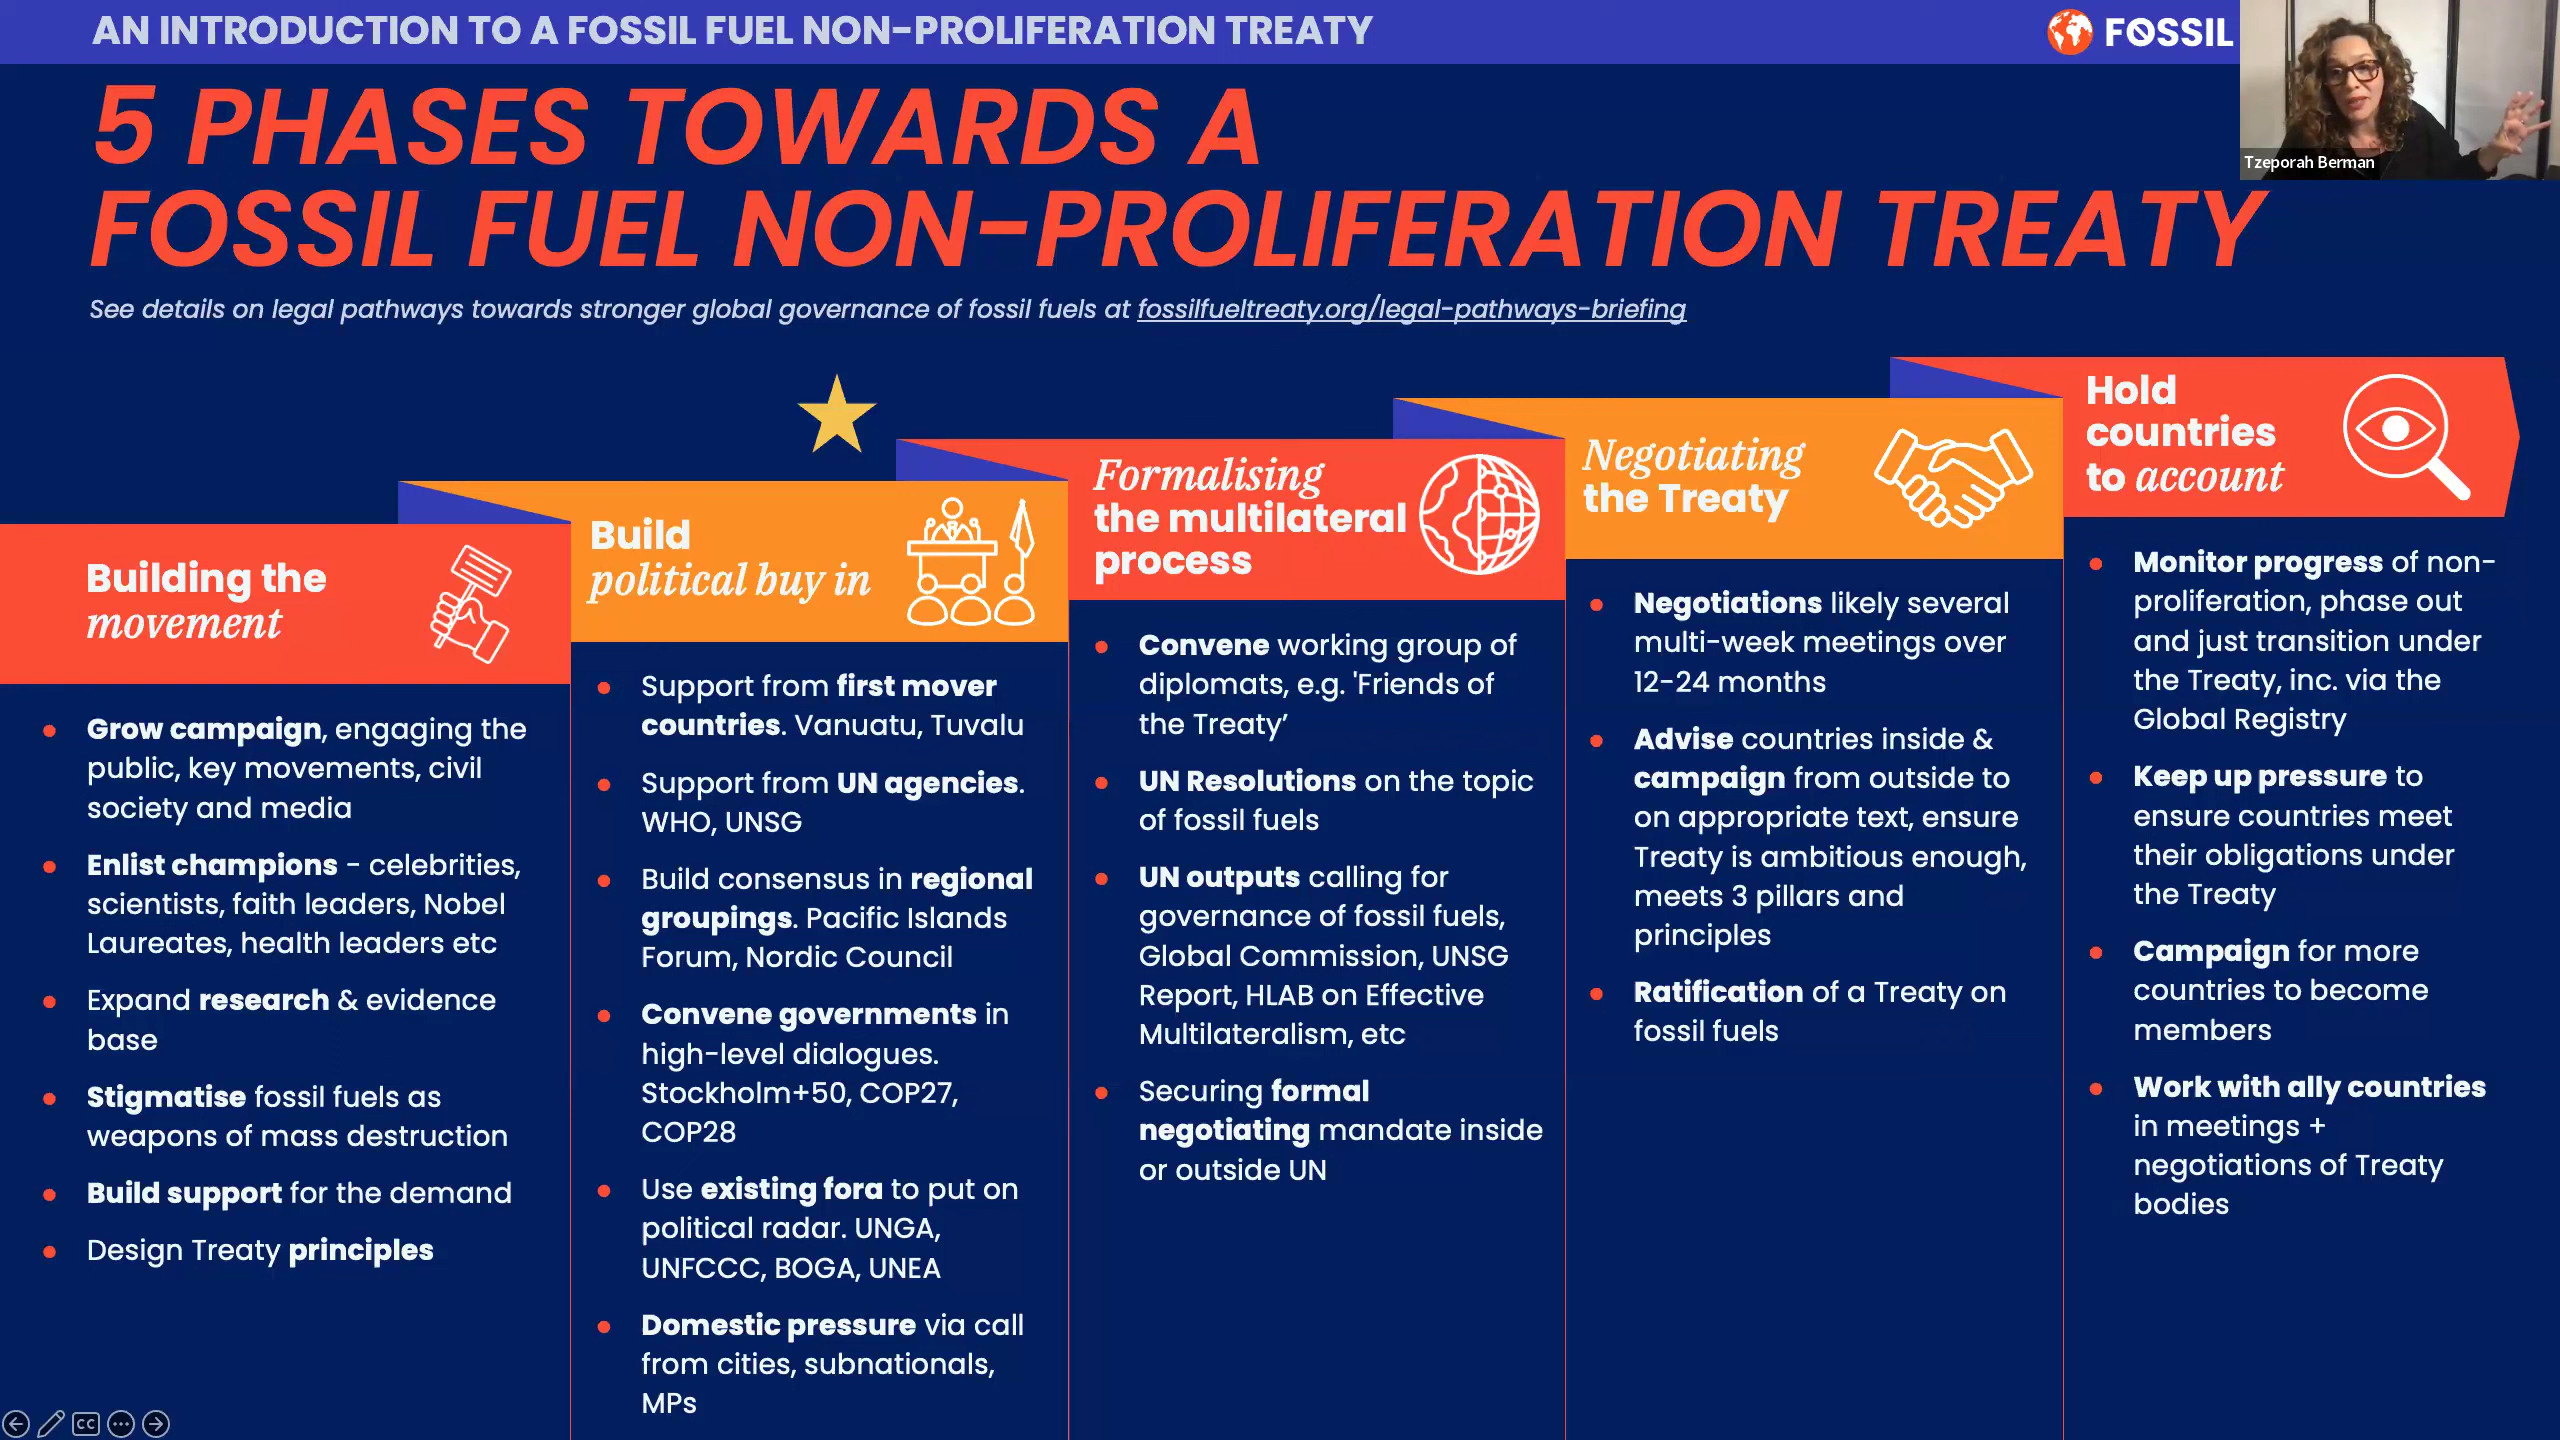 AN INTRODUCTION TO A FOSSIL FUEL NON-PROLIFERATION TREATY
FOSSIL
Tzeporah Berman
5 PHASES TOWARDS A
FOSSIL FUEL NON-PROLIFERATION TREATY
See details on legal pathways towards stronger global governance of fossil fuels at fossilfueltreaty.org/legal-pathways-briefing
Building the
movement
• Grow campaign, engaging the
public, key movements, civil
society and media
• Enlist champions - celebrities,
scientists, faith leaders, Nobel
Laureates, health leaders etc
• Expand research & evidence
base
• Stigmatise fossil fuels as
weapons of mass destruction
• Build support for the demand
• Design Treaty principles
Build
political buy in
• Support from first mover
countries. Vanuatu, Tuvalu
• Support from UN agencies.
WHO, UNSG
• Build consensus in regional
groupings. Pacific Islands
Forum, Nordic Council
• Convene governments in
high-level dialogues.
Stockholm+50, COP27,
COP28
• Use existing fora to put on
political radar. UNGA,
UNFCCC, BOGA, UNEA
• Domestic pressure via call
from cities, subnationals,
MPs
Formalising
the multilateral
process
• Convene working group of
diplomats, e.g. 'Friends of
the Treaty’
• UN Resolutions on the topic
of fossil fuels
• UN outputs calling for
governance of fossil fuels,
Global Commission, UNSG
Report, HLAB on Effective
Multilateralism, etc
• Securing formal
negotiating mandate inside
or outside UN
Negotiating
the Treaty
• Negotiations likely several
multi-week meetings over
12-24 months
• Advise countries inside &
campaign from outside to
on appropriate text, ensure
Treaty is ambitious enough,
meets 3 pillars and
principles
• Ratification of a Treaty on
fossil fuels
Hold
countries
to account
• Monitor progress of non-
proliferation, phase out
and just transition under
the Treaty, inc. via the
Global Registry
• Keep up pressure to
ensure countries meet
their obligations under
the Treaty
• Campaign for more
countries to become
members
• Work with ally countries
in meetings +
negotiations of Treaty
bodies
CC